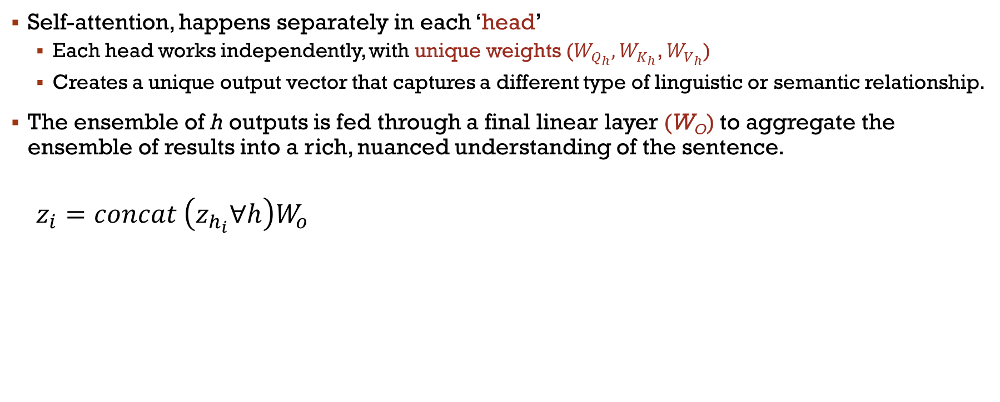 ▪ Self-attention, happens separately in each ‘head’
▪ Each head works independently, with unique weights (W_{Q_h}, W_{K_h}, W_{V_h})
▪ Creates a unique output vector that captures a different type of linguistic or semantic relationship.
▪ The ensemble of h outputs is fed through a final linear layer (W_O) to aggregate the
ensemble of results into a rich, nuanced understanding of the sentence.
z_i = concat (z_{h_i} ∀h)W_o